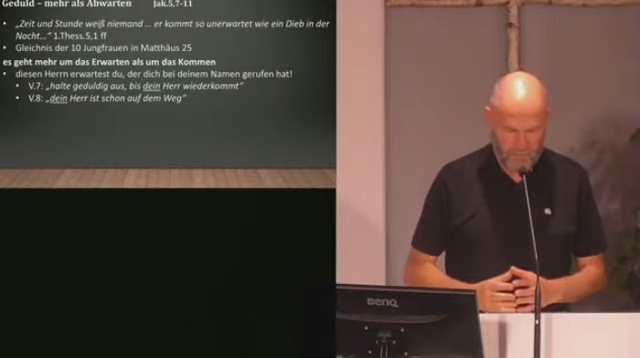 Geduld – mehr als Abwarten Jak.5,7-11
• „Zeit und Stunde weiß niemand ... er kommt so unerwartet wie ein Dieb in der
Nacht...“ 1.Thess.5,1 ff
• Gleichnis der 10 Jungfrauen in Matthäus 25
es geht mehr um das Erwarten als um das Kommen
• diesen Herrn erwartest du, der dich bei deinem Namen gerufen hat!
• V.7: „halte geduldig aus, bis dein Herr wiederkommt“
• V.8: „dein Herr ist schon auf dem Weg“
BenQ